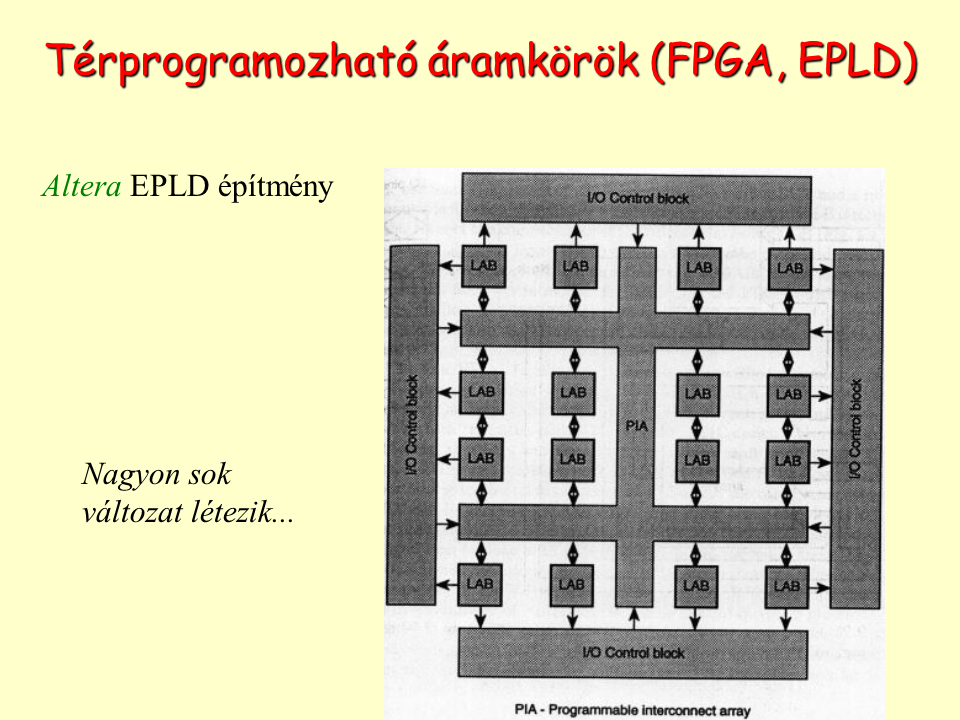 Térprogramozható áramkörök (FPGA, EPLD)
Altera EPLD építmény
I/O Control block
LAB LAB LAB LAB
I/O Control block
LAB LAB LAB LAB
PIA
I/O Control block
LAB LAB LAB LAB
Nagyon sok
változat létezik...
LAB LAB LAB LAB
I/O Control block
PIA - Programmable interconnect array